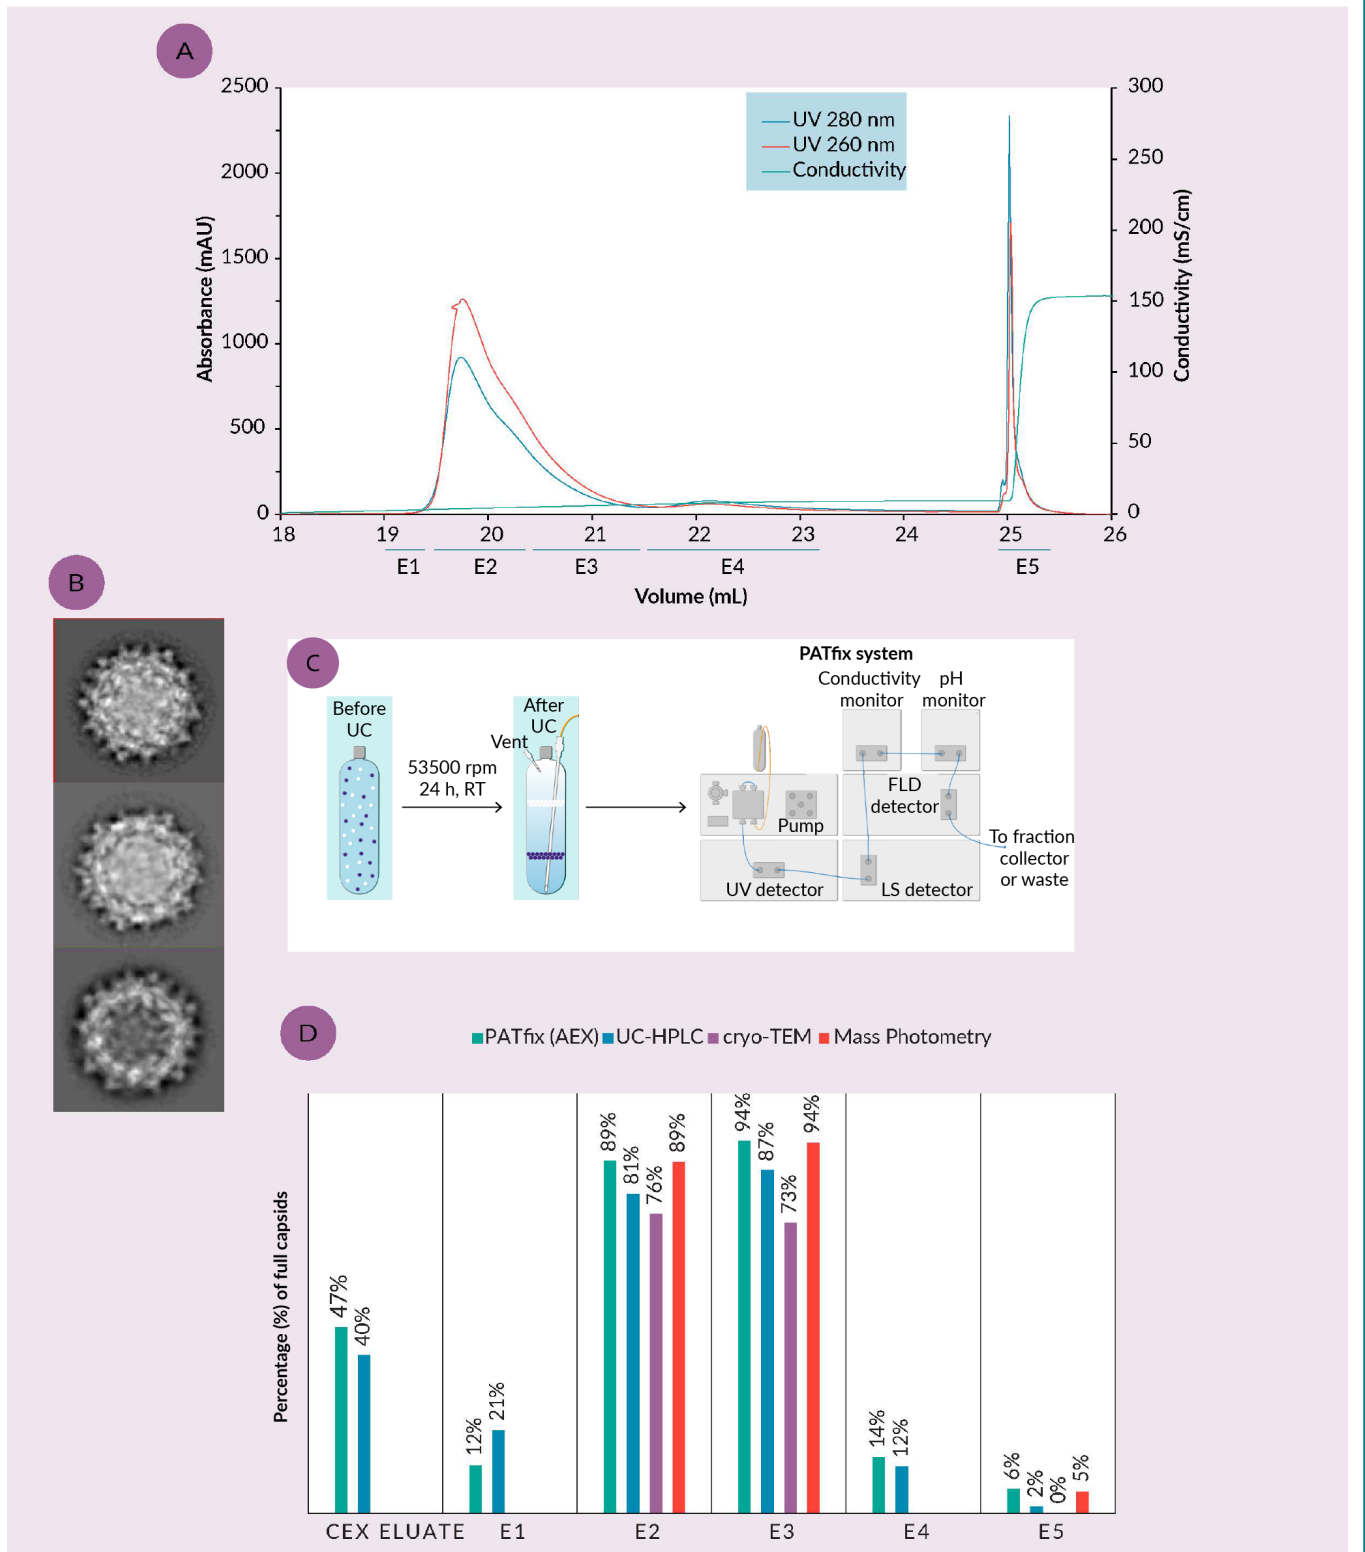 A
2500
2000
1500
1000
500
0
Absorbance (mAU)
300
250
200
150
100
50
0
Conductivity (mS/cm)
UV 280 nm
UV 260 nm
Conductivity
18 19 20 21 22 23 24 25 26
E1 E2 E3 E4 E5
Volume (mL)
B
C
Before
UC
53500 rpm
24 h, RT
After
UC
Vent
PATfix system
Conductivity
monitor
pH
monitor
Pump
FLD
detector
UV detector
LS detector
To fraction
collector
or waste
D
PATfix (AEX) UC-HPLC cryo-TEM Mass Photometry
Percentage (%) of full capsids
47% 40%
12% 21%
89% 81% 76% 89%
94% 87% 73% 94%
14% 12%
6% 2% 0% 5%
CEX ELUATE E1 E2 E3 E4 E5